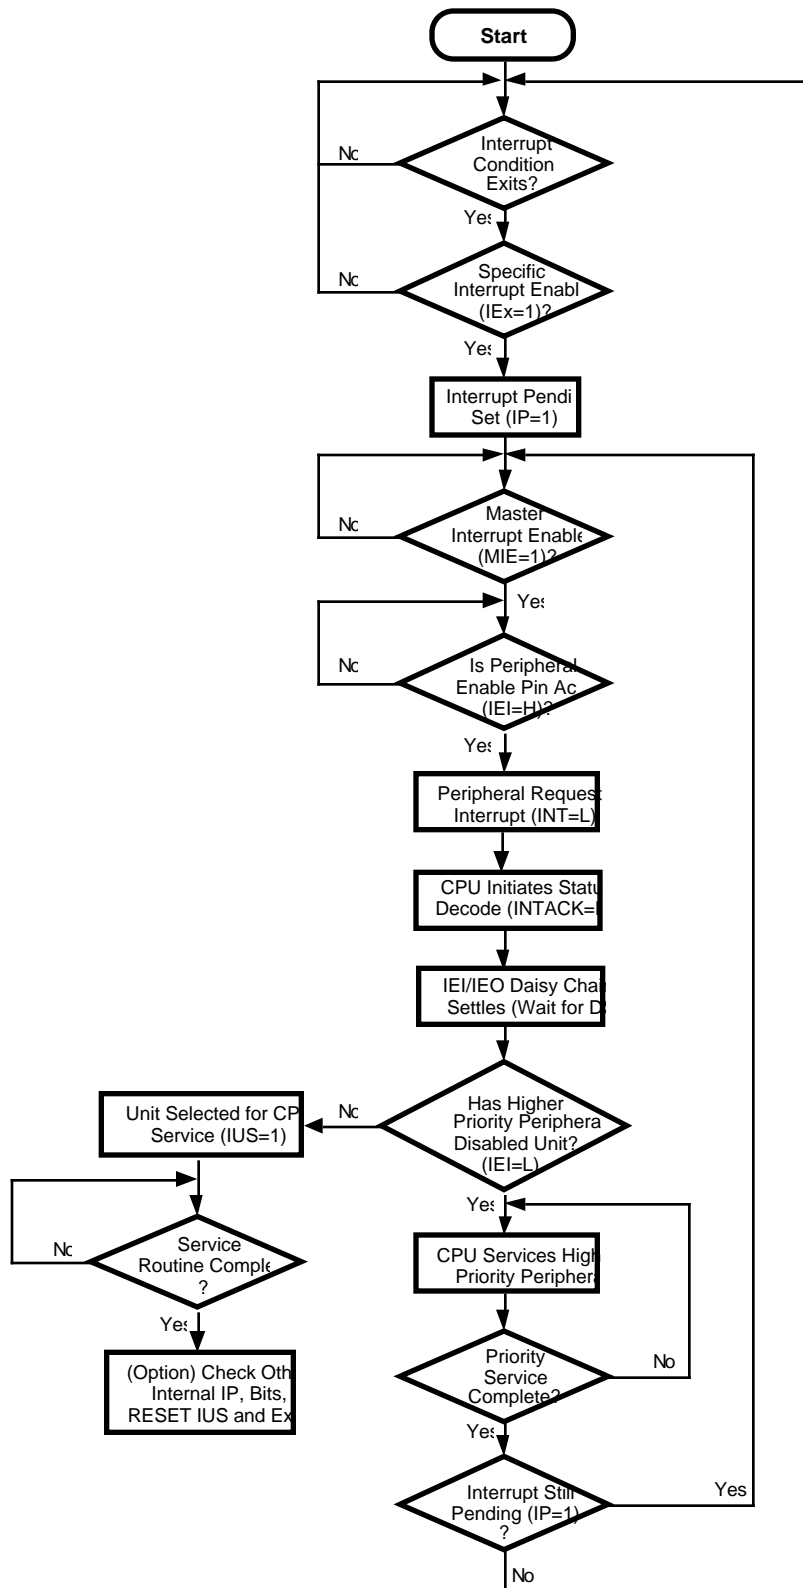 Start
Interrupt
Condition
Exits?
No
Yes
Specific
Interrupt Enabl
(IEx=1)?
No
Yes
Interrupt Pendi
Set (IP=1)
Master
Interrupt Enable
(MIE=1)?
No
Yes
Is Peripheral
Enable Pin Ac
(IEI=H)?
No
Yes
Peripheral Request
Interrupt (INT=L)
CPU Initiates Statu
Decode (INTACK=
IEI/IEO Daisy Chai
Settles (Wait for D
Has Higher
Priority Periphera
Disabled Unit?
(IEI=L)
No
Yes
Unit Selected for CP
Service (IUS=1)
Service
Routine Comple
?
No
Yes
(Option) Check Oth
Internal IP, Bits,
RESET IUS and Ex
CPU Services High
Priority Periphera
Priority
Service
Complete?
No
Yes
Interrupt Still
Pending (IP=1)
?
Yes
No